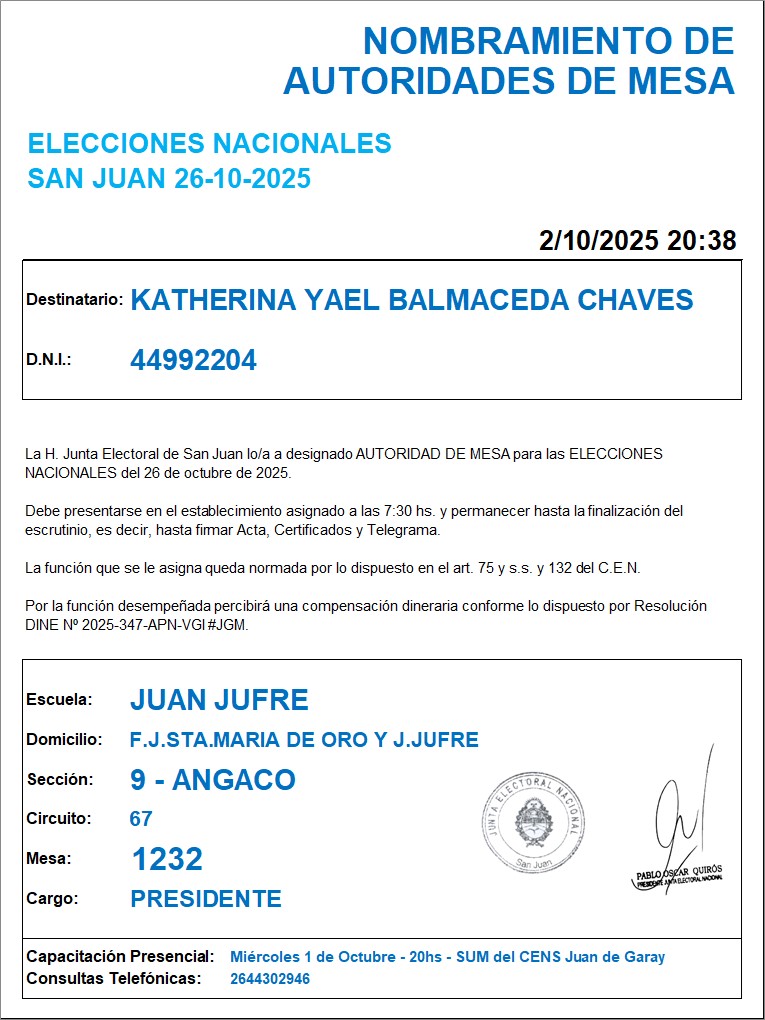 NOMBRAMIENTO DE
AUTORIDADES DE MESA
ELECCIONES NACIONALES
SAN JUAN 26-10-2025
2/10/2025 20:38
Destinatario: KATHERINA YAEL BALMACEDA CHAVES
D.N.I.: 44992204
La H. Junta Electoral de San Juan lo/a a designado AUTORIDAD DE MESA para las ELECCIONES
NACIONALES del 26 de octubre de 2025.
Debe presentarse en el establecimiento asignado a las 7:30 hs. y permanecer hasta la finalización del
escrutinio, es decir, hasta firmar Acta, Certificados y Telegrama.
La función que se le asigna queda normada por lo dispuesto en el art. 75 y s.s. y 132 del C.E.N.
Por la función desempeñada percibirá una compensación dineraria conforme lo dispuesto por Resolución
DINE Nº 2025-347-APN-VGI#JGM.
Escuela: JUAN JUFRE
Domicilio: F.J.STA.MARIA DE ORO Y J.JUFRE
Sección: 9 - ANGACO
Circuito: 67
Mesa: 1232
Cargo: PRESIDENTE
JUNTA ELECTORAL NACIONAL
San Juan
PABLO OSCAR QUIRÓS
PRESIDENTE JUNTA ELECTORAL NACIONAL
Capacitación Presencial: Miércoles 1 de Octubre - 20hs - SUM del CENS Juan de Garay
Consultas Telefónicas: 2644302946